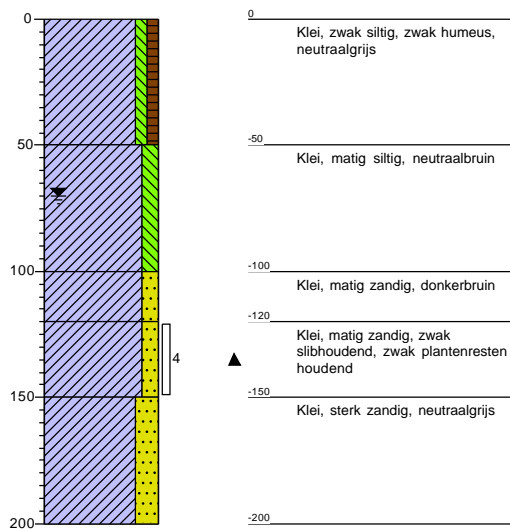 0
0
Klei, zwak siltig, zwak humeus,
neutraalgrijs
50
-50
Klei, matig siltig, neutraalbruin
100
-100
Klei, matig zandig, donkerbruin
-120
Klei, matig zandig, zwak
slibhoudend, zwak plantenresten
houdend
4
150
-150
Klei, sterk zandig, neutraalgrijs
200
-200